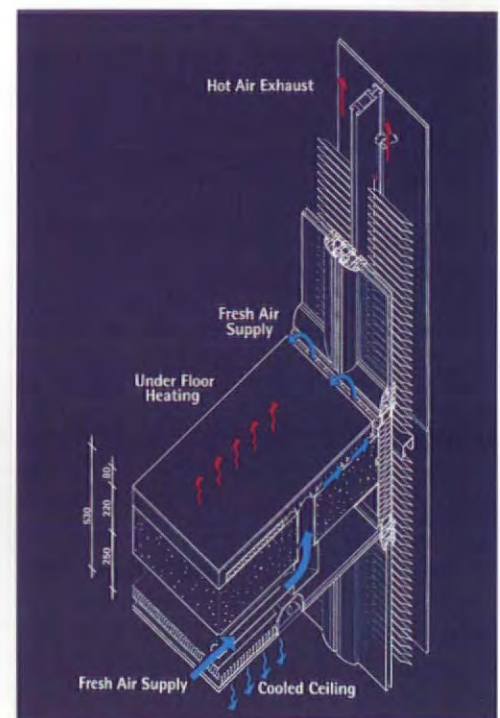 Hot Air Exhaust
Fresh Air
Supply
Under Floor
Heating
530
80
220
250
Fresh Air Supply
Cooled Ceiling